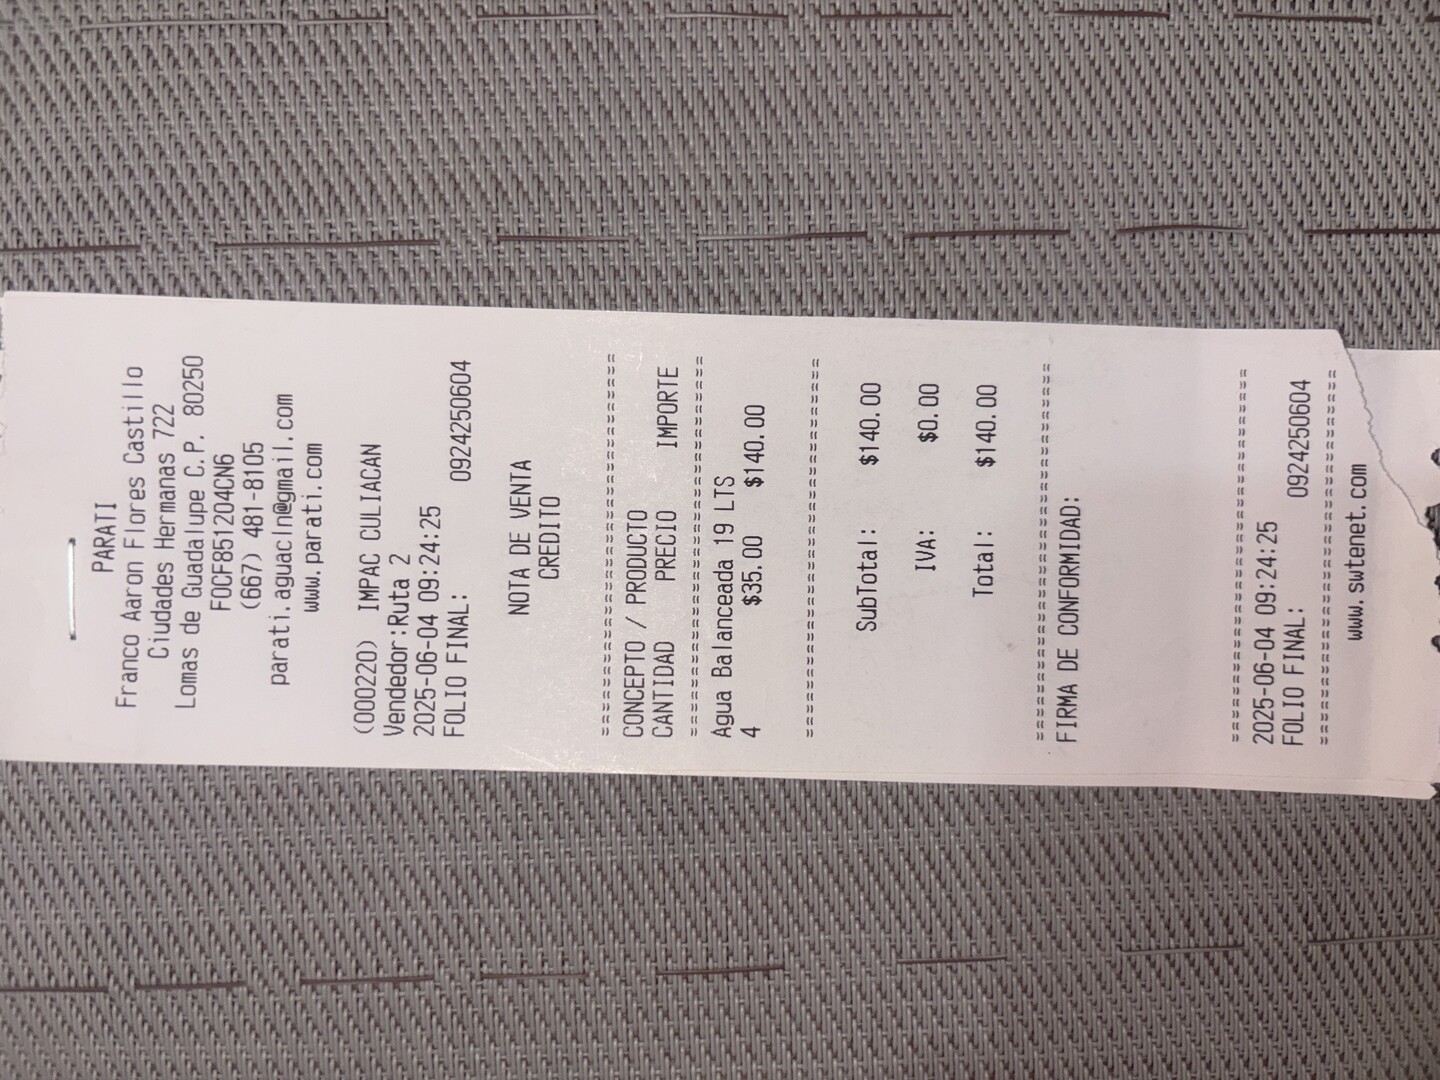 PARATI
Franco Aaron Flores Castillo
Ciudades Hermanas 722
Lomas de Guadalupe C.P. 80250
FOCF851204CN6
(667) 481-8105
parati.aguacln@gmail.com
www.parati.com
(000220) IMPAC CULIACAN
Vendedor:Ruta 2
2025-06-04 09:24:25
FOLIO FINAL: 0924250604
NOTA DE VENTA
CREDITO
================================
CONCEPTO / PRODUCTO
CANTIDAD PRECIO IMPORTE
================================
Agua Balanceada 19 LTS
4 $35.00 $140.00
================================
SubTotal: $140.00
IVA: $0.00
Total: $140.00
================================
FIRMA DE CONFORMIDAD:
================================
2025-06-04 09:24:25
FOLIO FINAL: 0924250604
================================
www.swtenet.com